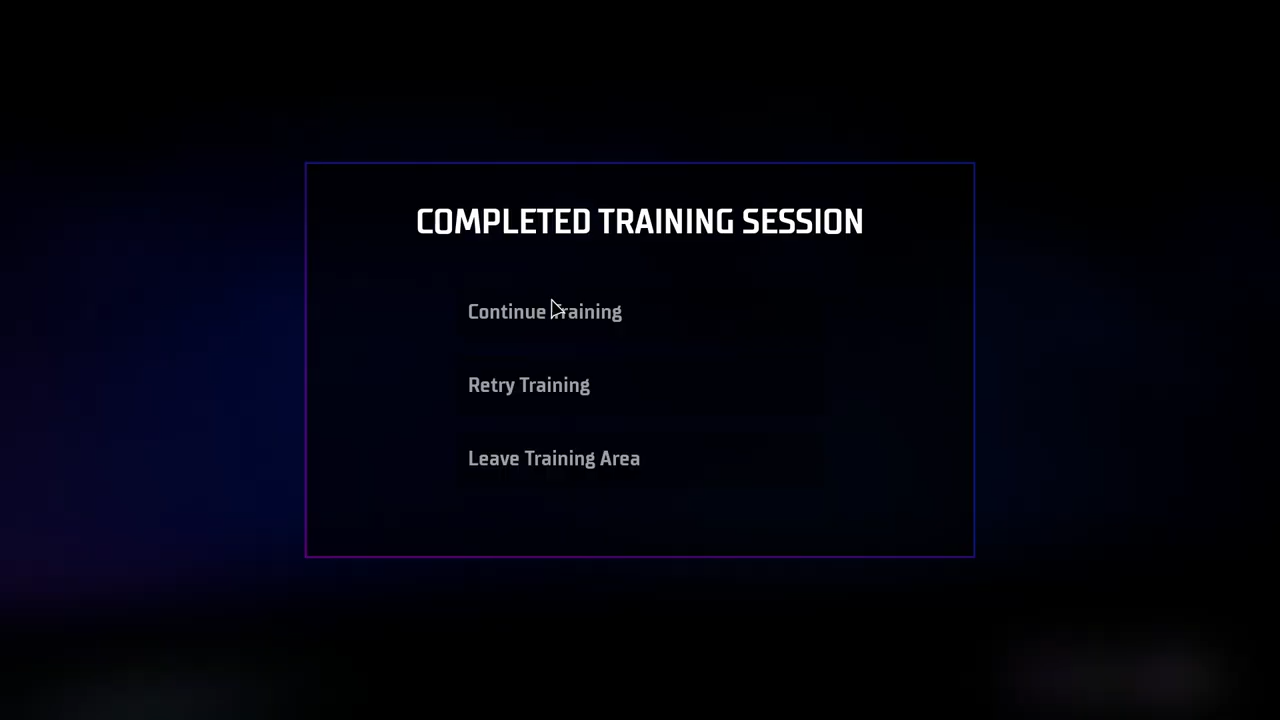 COMPLETED TRAINING SESSION
Continue Training
Retry Training
Leave Training Area